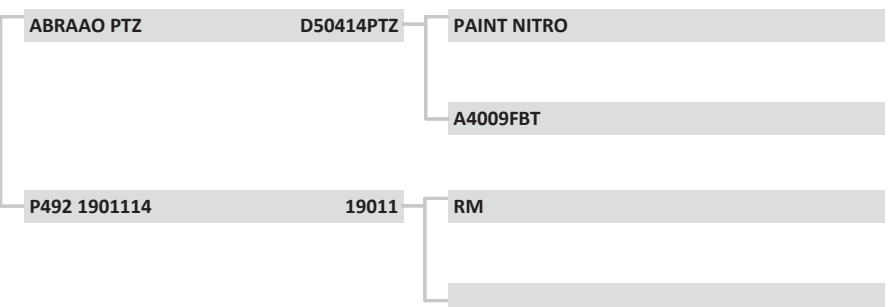 ABRAAO PTZ D50414PTZ PAINT NITRO
A4009FBT
P492 1901114 19011 RM